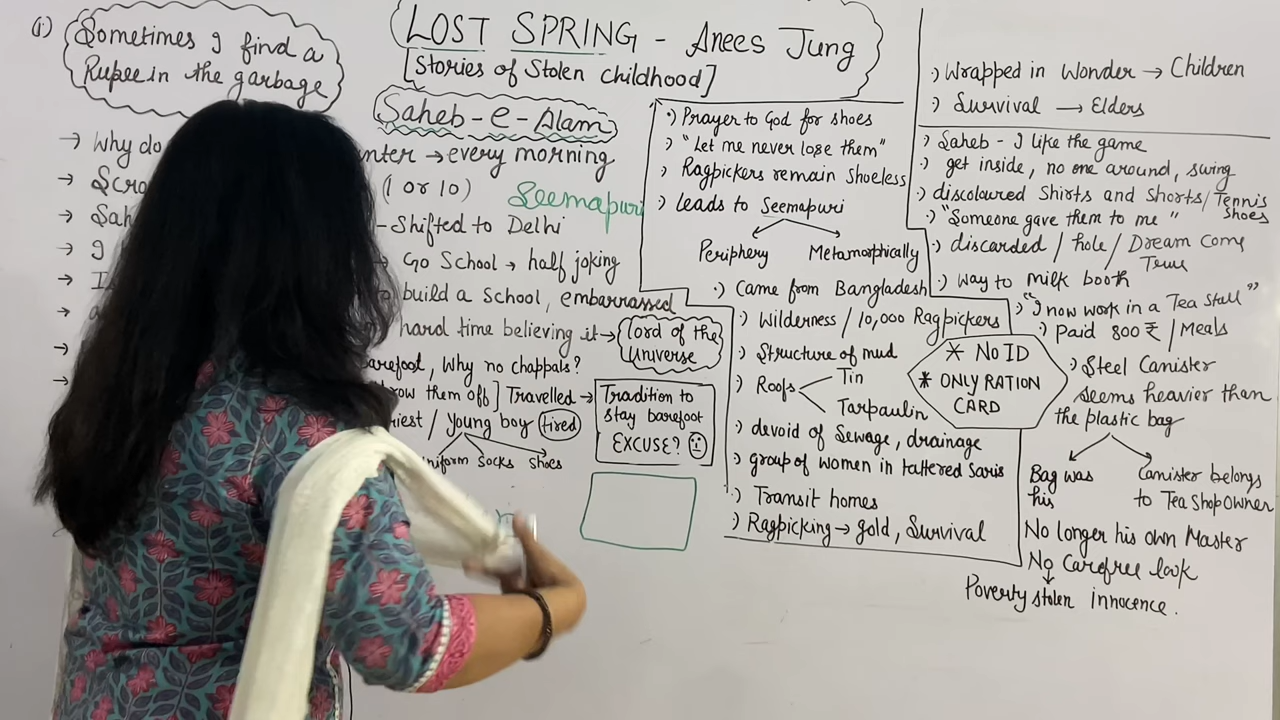 (i) Sometimes I find a
Rupee in the garbage
LOST SPRING - Anees Jung
[Stories of Stolen childhood]
Saheb-e-Alam
→ Why do
→ Scro
→ Sah
→ I
→ I
→ a
→
→
→ every morning
(1 or 10) Seemapuri
- Shifted to Delhi
→ Go School → half joking
build a School, embarrassed
hard time believing it → Lord of the
Universe
barefoot, Why no chappals?
throw them off] Travelled → Tradition to
stay barefoot
EXCUSE?
Priest / Young boy tired
Uniform Socks Shoes
·) Prayer to God for shoes
·) "Let me never lose them"
·) Ragpickers remain Shoeless
·) Leads to Seemapuri
Periphery Metamorphically
·) Came from Bangladesh
·) Wilderness / 10,000 Ragpickers
·) Structure of mud
·) Roofs Tin
Tarpaulin
·) devoid of Sewage, drainage
·) group of women in tattered Saris
·) Transit homes
·) Ragpicking → gold, Survival
* NO ID
* ONLY RATION
CARD
·) Wrapped in Wonder → Children
·) Survival → Elders
·) Saheb - I like the game
·) get inside, no one around, swing
·) discoloured Shirts and Shorts / Tennis
Shoes
·) "Someone gave them to me"
·) discarded / hole / Dream Come
True
·) Way to milk booth
·) "I now work in a Tea Stall"
·) Paid 800 ₹ / Meals
·) Steel Canister
seems heavier than
the plastic bag
Bag was
his
Canister belongs
to Tea Shop Owner
No longer his own Master
No Carefree look
Poverty stolen innocence.